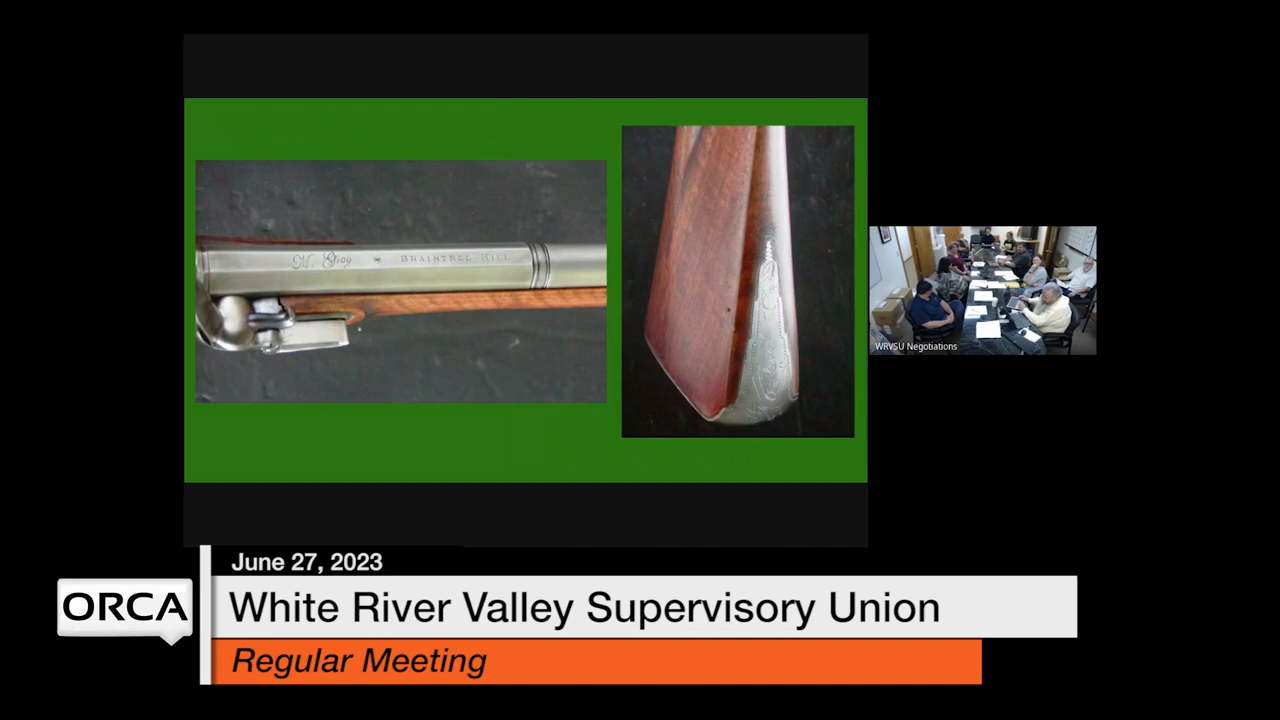 W. Gray BRAINTREE HILL
WRVSU Negotiations
June 27, 2023
ORCA
White River Valley Supervisory Union
Regular Meeting